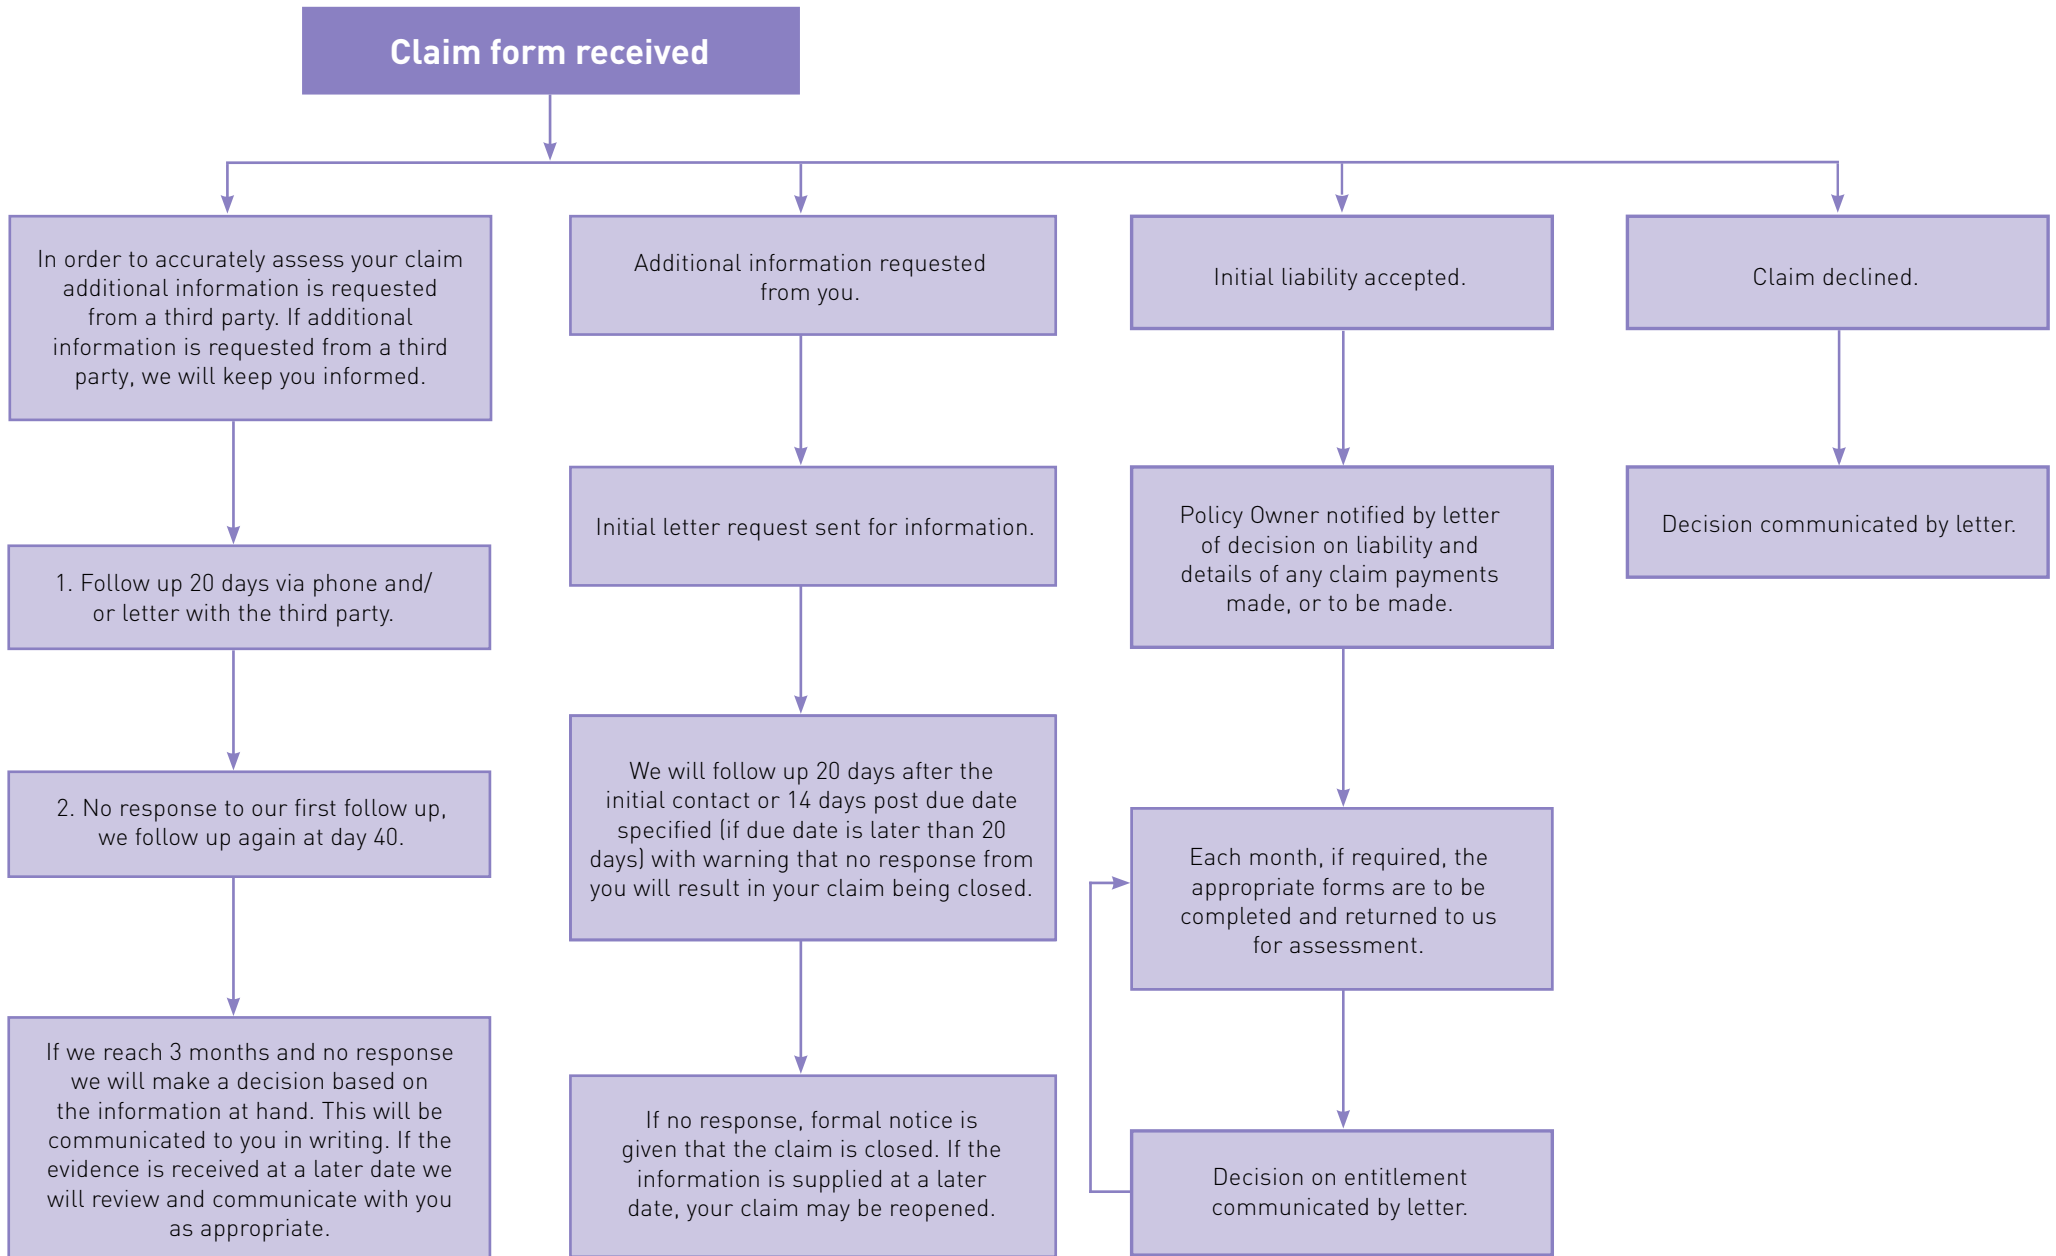 Claim form received
In order to accurately assess your claim
additional information is requested
from a third party. If additional
information is requested from a third
party, we will keep you informed.
1. Follow up 20 days via phone and/
or letter with the third party.
2. No response to our first follow up,
we follow up again at day 40.
If we reach 3 months and no response
we will make a decision based on
the information at hand. This will be
communicated to you in writing. If the
evidence is received at a later date we
will review and communicate with you
as appropriate.
Additional information requested
from you.
Initial letter request sent for information.
We will follow up 20 days after the
initial contact or 14 days post due date
specified (if due date is later than 20
days) with warning that no response from
you will result in your claim being closed.
If no response, formal notice is
given that the claim is closed. If the
information is supplied at a later
date, your claim may be reopened.
Initial liability accepted.
Policy Owner notified by letter
of decision on liability and
details of any claim payments
made, or to be made.
Each month, if required, the
appropriate forms are to be
completed and returned to us
for assessment.
Decision on entitlement
communicated by letter.
Claim declined.
Decision communicated by letter.